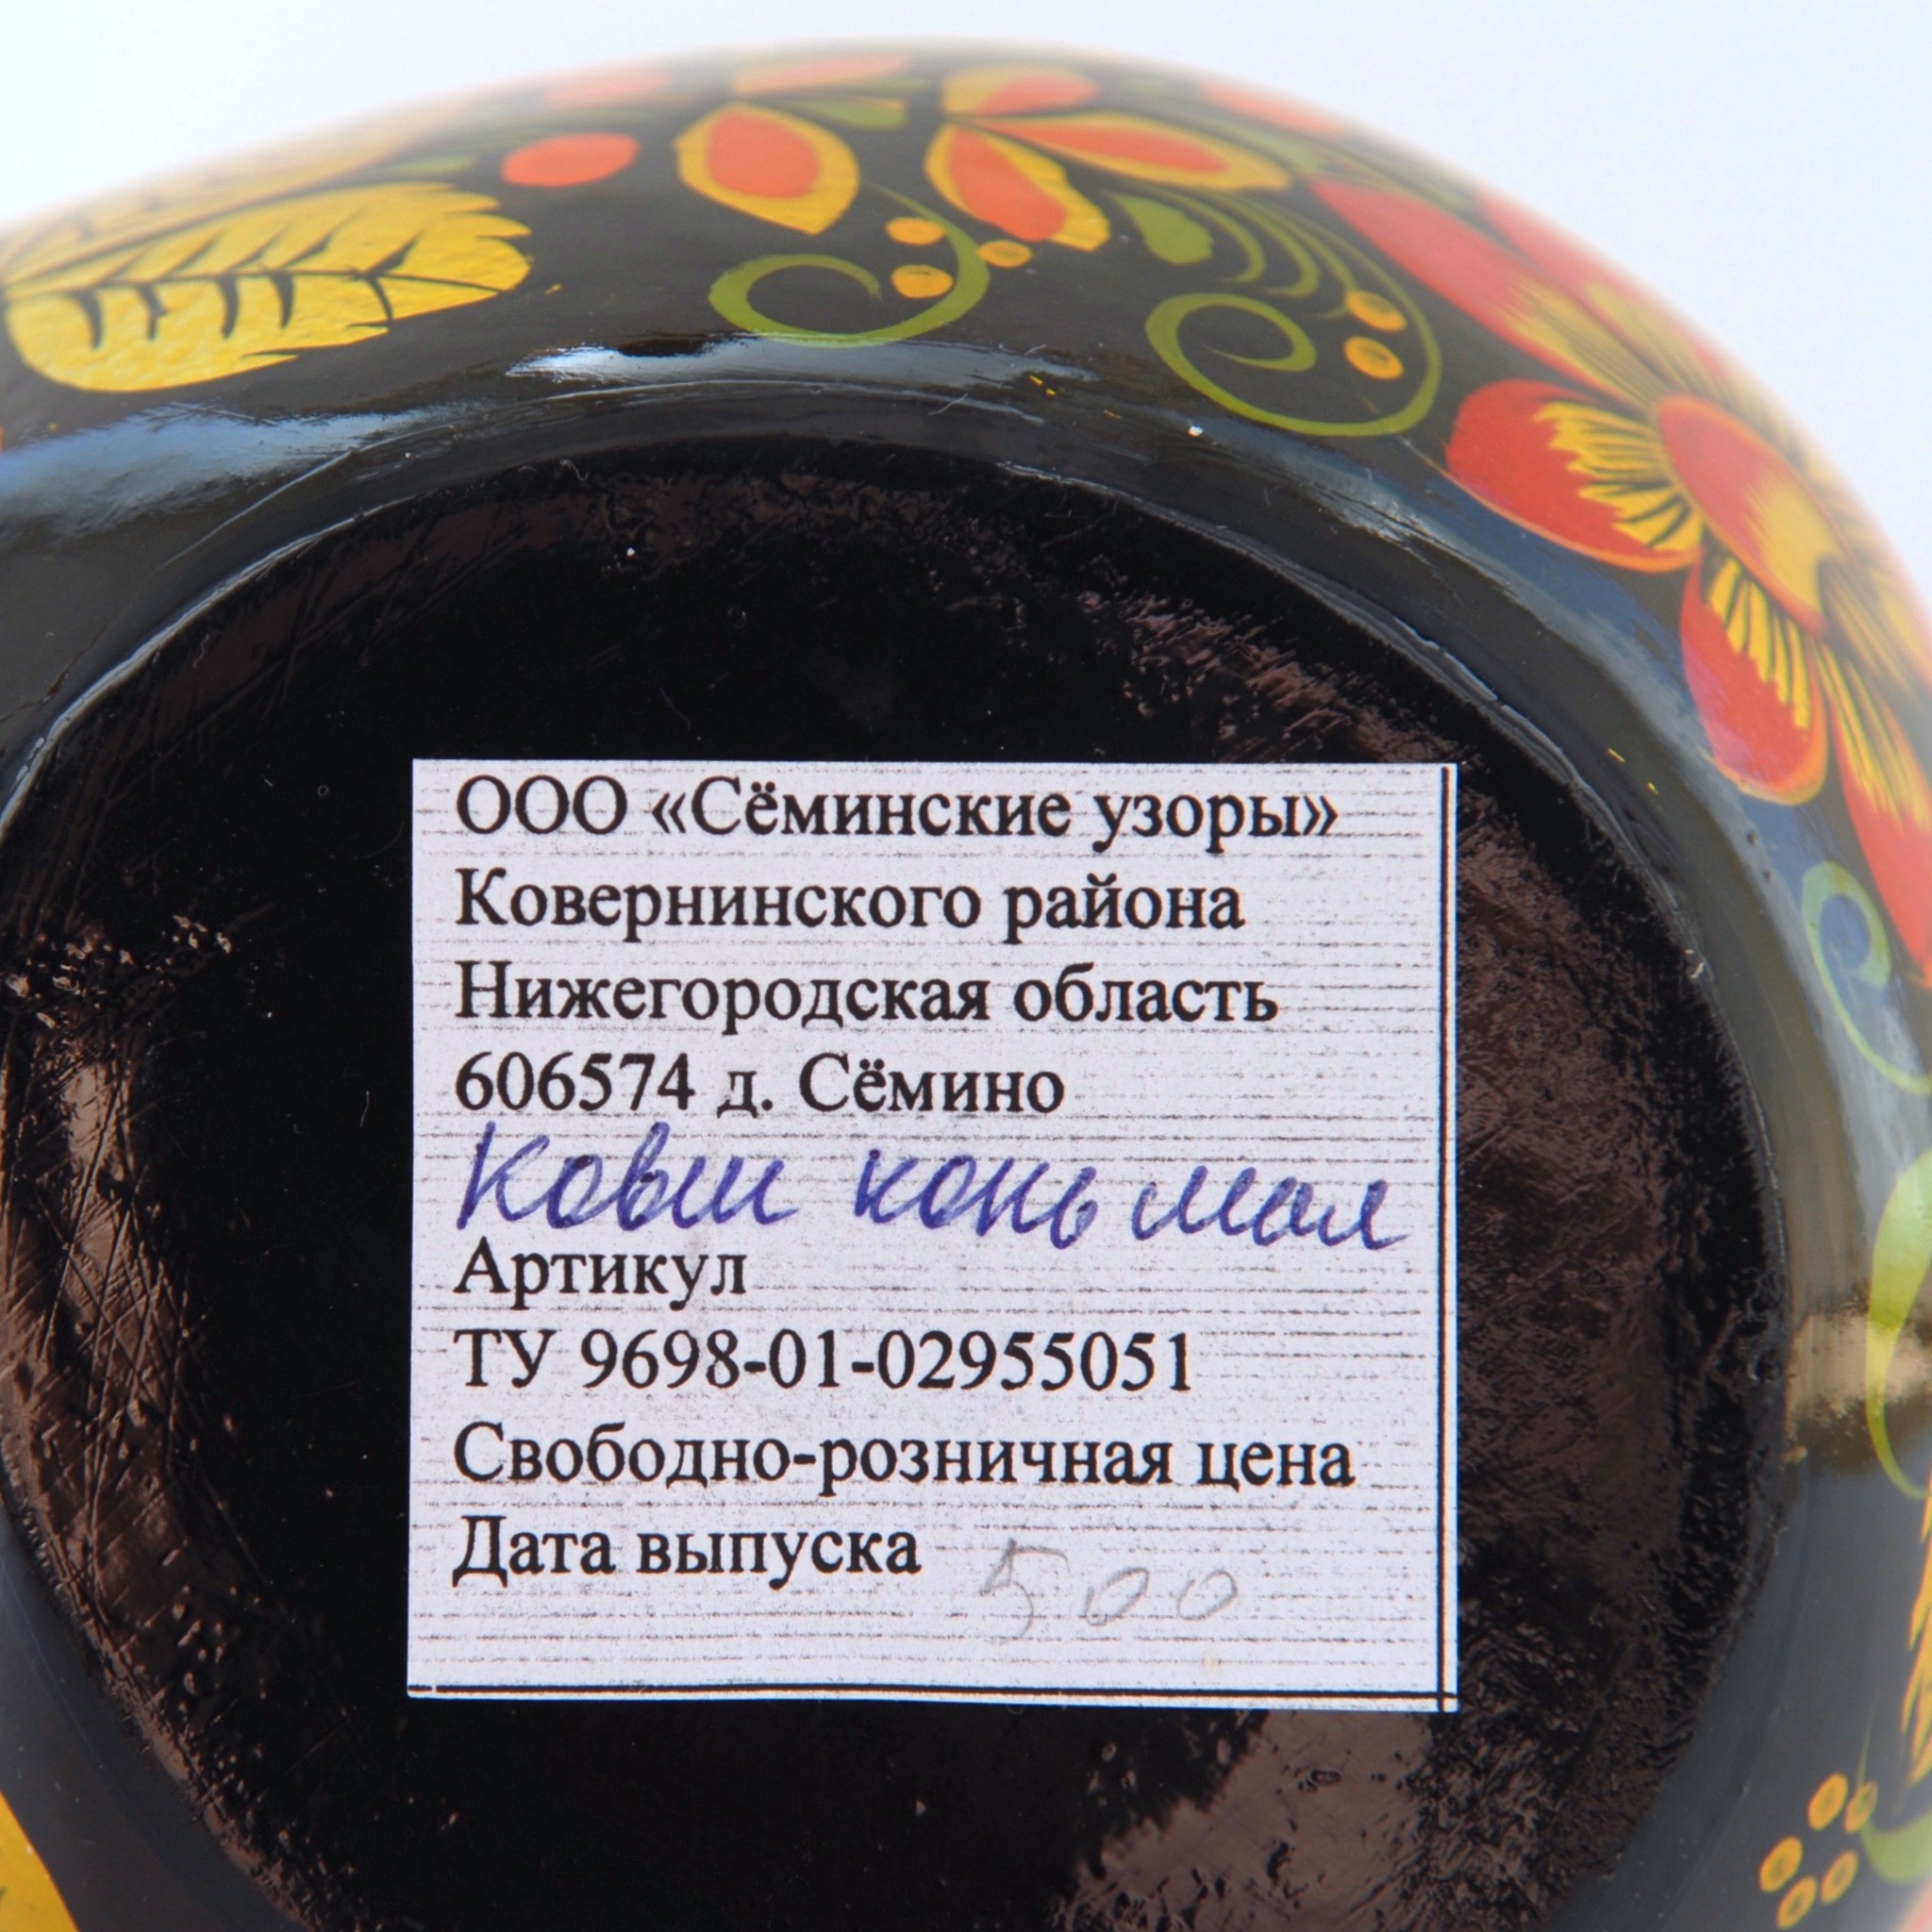 ООО «Сёминские узоры»
Ковернинского района
Нижегородская область
606574 д. Сёмино
Ковш конь мал
Артикул
ТУ 9698-01-02955051
Свободно-розничная цена
Дата выпуска
500